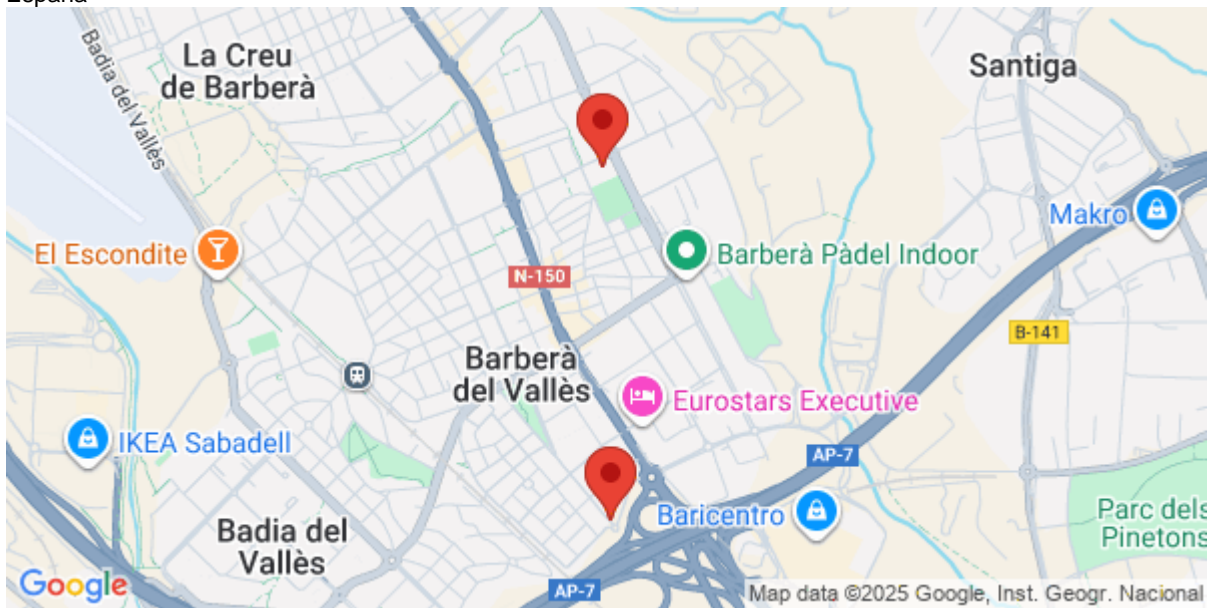 España
La Creu
de Barberà
Badia del Vallès
Santiga
Makro
El Escondite
Barberà Pàdel Indoor
N-150
B-141
Barberà
del Vallès
Eurostars Executive
IKEA Sabadell
AP-7
Baricentro
Parc dels
Pinetons
Badia del
Vallès
Google
AP-7
Map data ©2025 Google, Inst. Geogr. Nacional